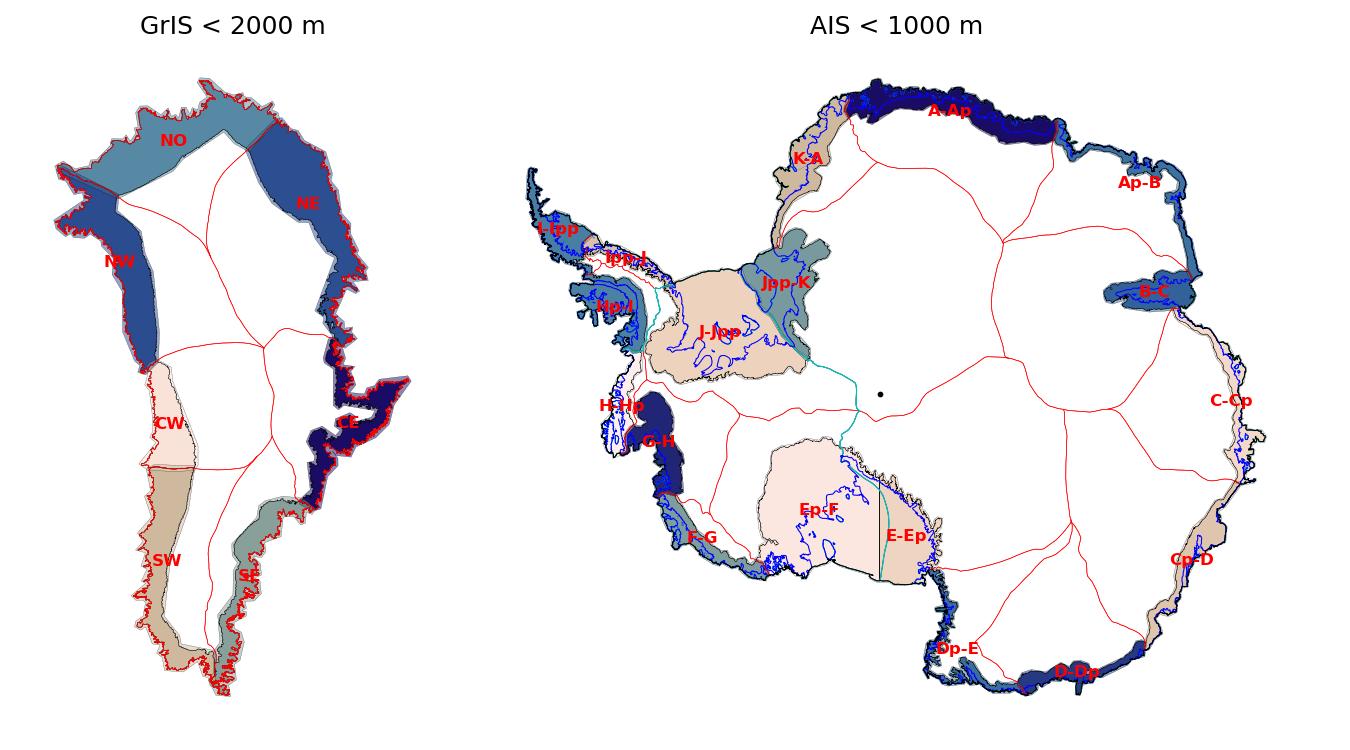 GrIS < 2000 m
AIS < 1000 m
NO
NE
NW
CW
CE
SW
SE
A-Ap
K-A
Ap-B
I-Ipp
Ipp-J
Jpp-K
B-C
Hp-I
J-Jpp
H-Hp
C-Cp
G-H
Ep-F
E-Ep
F-G
Cp-D
Dp-E
D-Dp